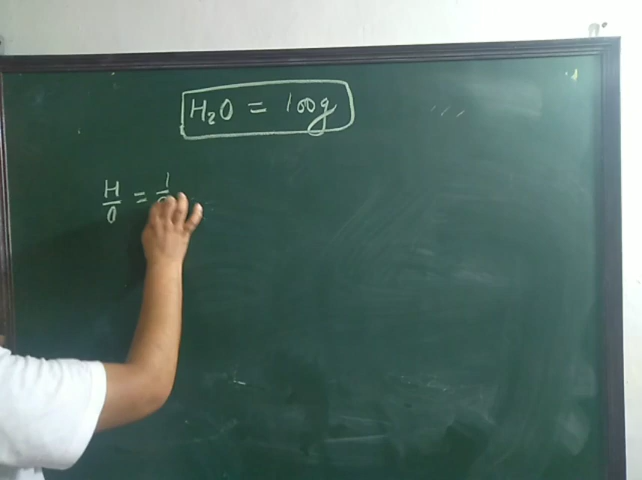 H₂O = 100g
H/O = 1/